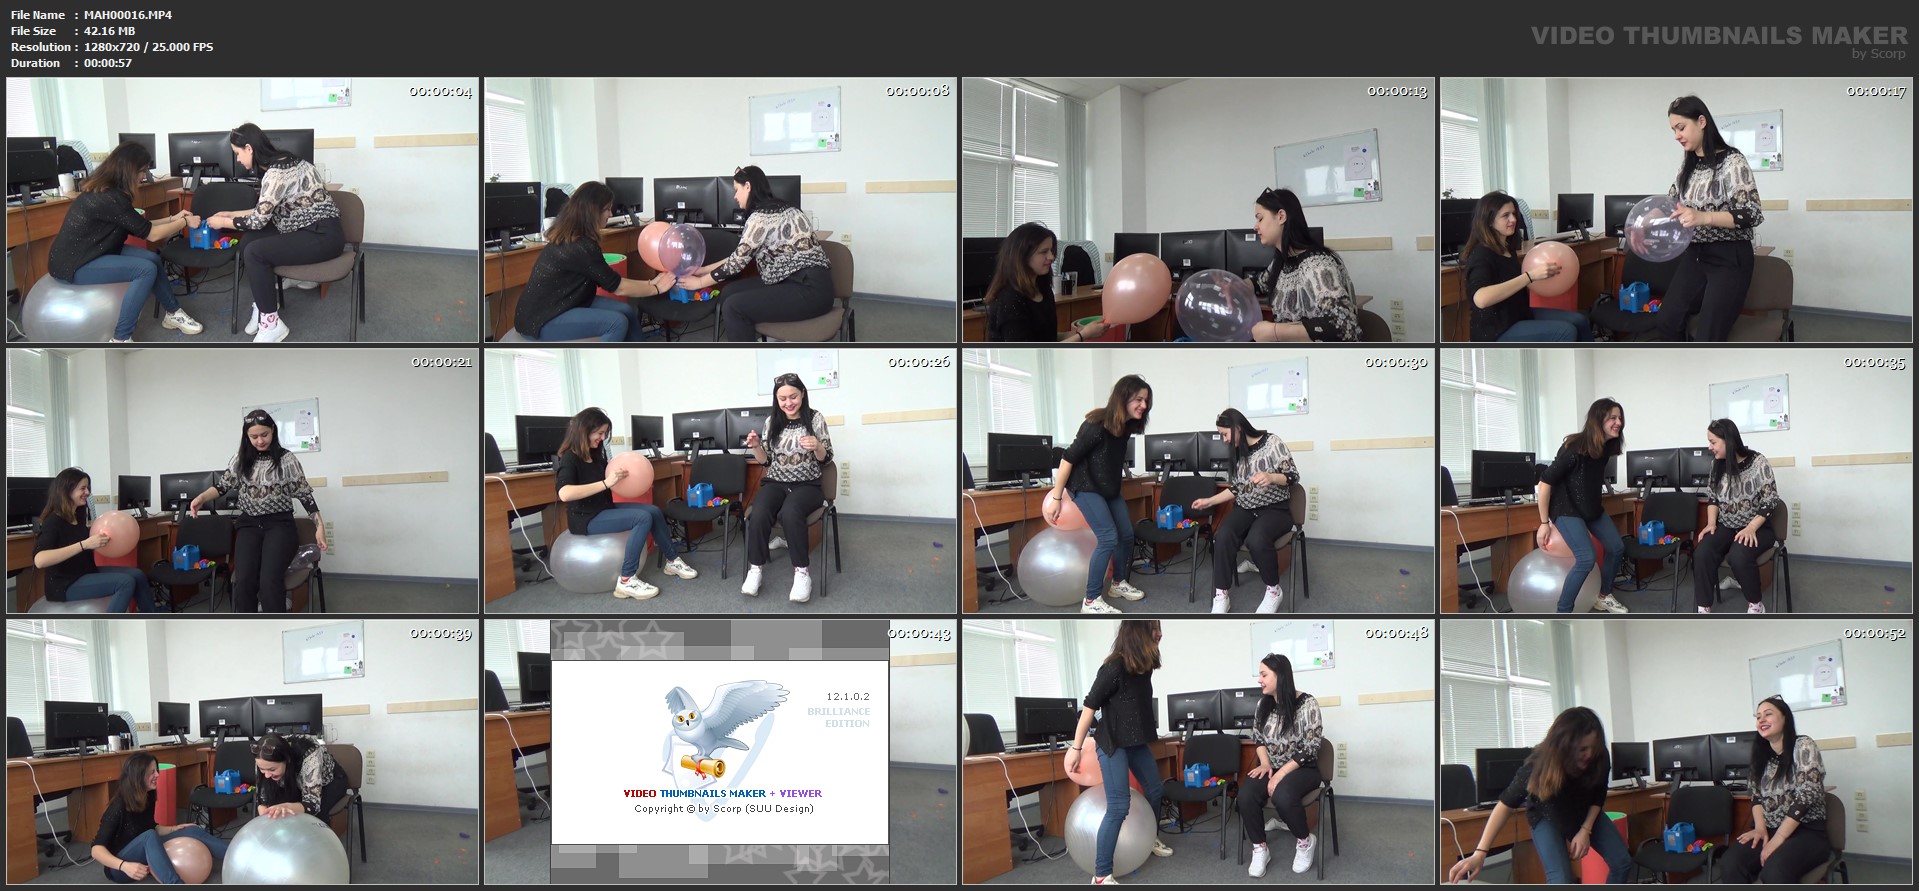 File Name : MAH00016.MP4
File Size : 42.16 MB
Resolution : 1280x720 / 25.000 FPS
Duration : 00:00:57
VIDEO THUMBNAILS MAKER
by Scorp
00:00:04
00:00:08
00:00:13
00:00:17
00:00:21
00:00:26
00:00:30
00:00:35
00:00:39
00:00:43
12.1.0.2
BRILLIANCE
EDITION
VIDEO THUMBNAILS MAKER + VIEWER
Copyright © by Scorp (SUU Design)
00:00:48
00:00:52